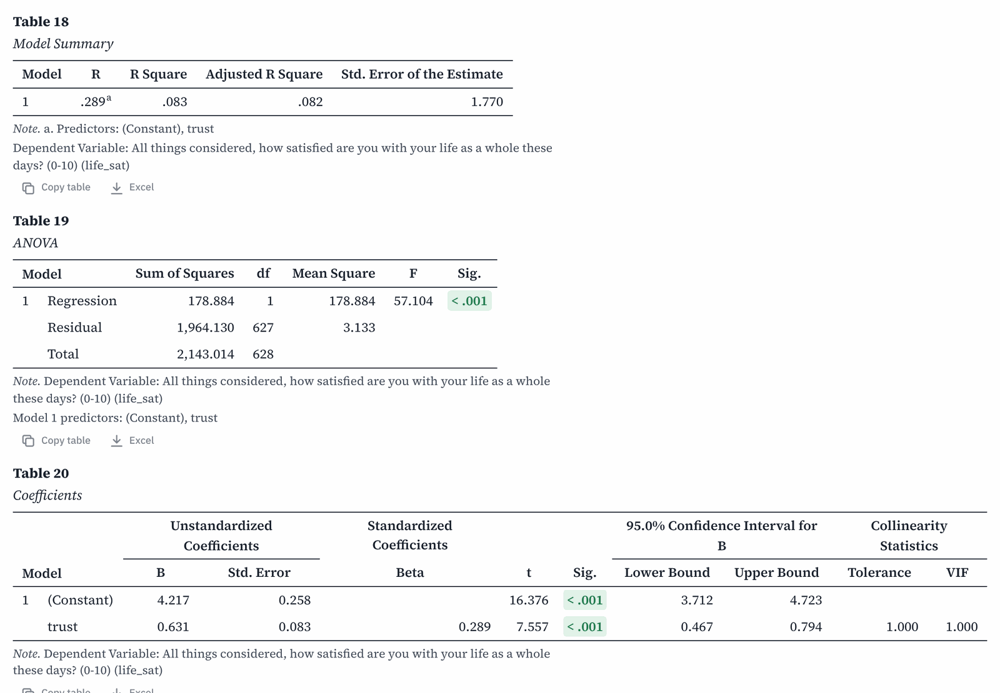 Table 18
Model Summary
Model R R Square Adjusted R Square Std. Error of the Estimate
1 .289a .083 .082 1.770
Note. a. Predictors: (Constant), trust
Dependent Variable: All things considered, how satisfied are you with your life as a whole these
days? (0-10) (life_sat)
Copy table Excel
Table 19
ANOVA
Model Sum of Squares df Mean Square F Sig.
1 Regression 178.884 1 178.884 57.104 < .001
Residual 1,964.130 627 3.133
Total 2,143.014 628
Note. Dependent Variable: All things considered, how satisfied are you with your life as a whole
these days? (0-10) (life_sat)
Model 1 predictors: (Constant), trust
Copy table Excel
Table 20
Coefficients
Unstandardized Standardized 95.0% Confidence Interval for Collinearity
Coefficients Coefficients B Statistics
Model B Std. Error Beta t Sig. Lower Bound Upper Bound Tolerance VIF
1 (Constant) 4.217 0.258 16.376 < .001 3.712 4.723
trust 0.631 0.083 0.289 7.557 < .001 0.467 0.794 1.000 1.000
Note. Dependent Variable: All things considered, how satisfied are you with your life as a whole
these days? (0-10) (life_sat)
Copy table Excel